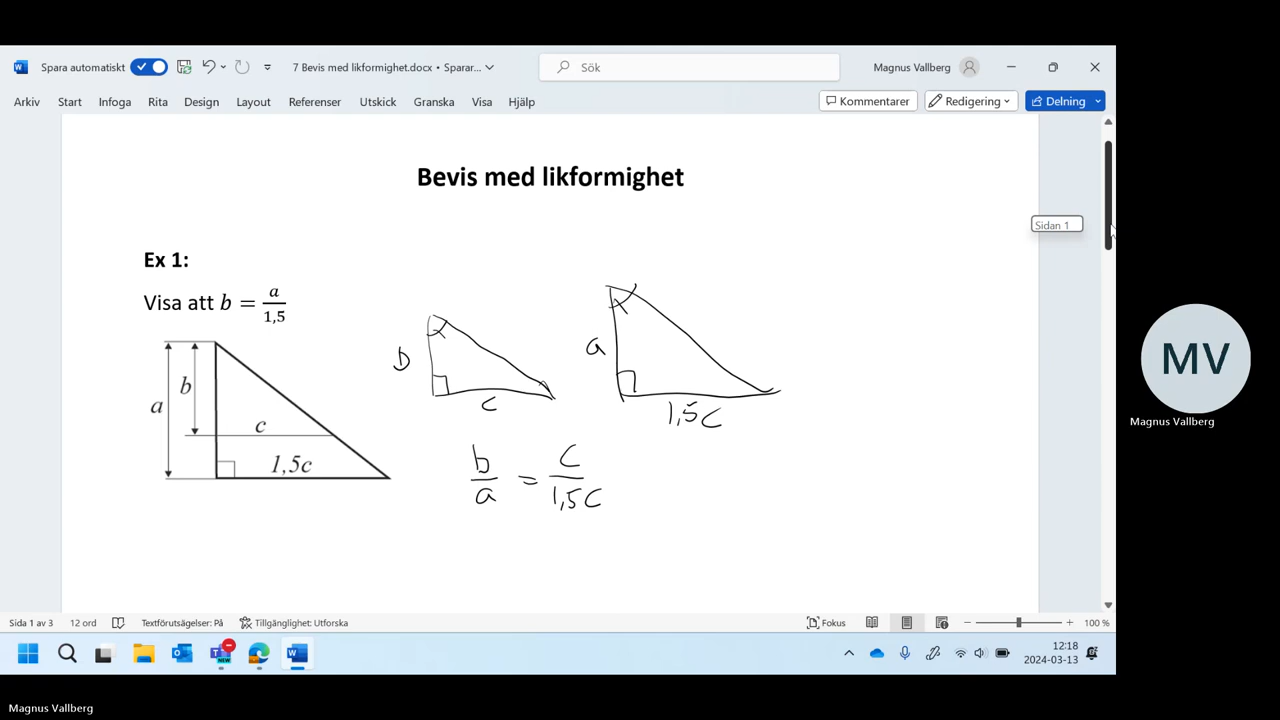 Spara automatiskt
7 Bevis med likformighet.docx • Sparar...
Sök
Magnus Vallberg
Arkiv Start Infoga Rita Design Layout Referenser Utskick Granska Visa Hjälp
Kommentarer Redigering Delning
Bevis med likformighet
Sidan 1
Ex 1:
Visa att b = a/1,5
a
b
c
1,5c
b
c
a
1,5c
b/a = c/1,5c
MV
Magnus Vallberg
Sida 1 av 3 12 ord Textförutsägelser: På Tillgänglighet: Utforska Fokus − + 100 %
NEW
12:18
2024-03-13
Magnus Vallberg